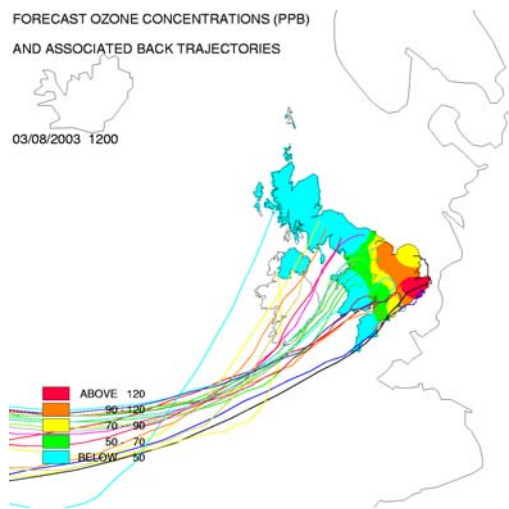 FORECAST OZONE CONCENTRATIONS (PPB)
AND ASSOCIATED BACK TRAJECTORIES
03/08/2003 1200
ABOVE 120
90 - 120
70 - 90
50 - 70
BELOW 50